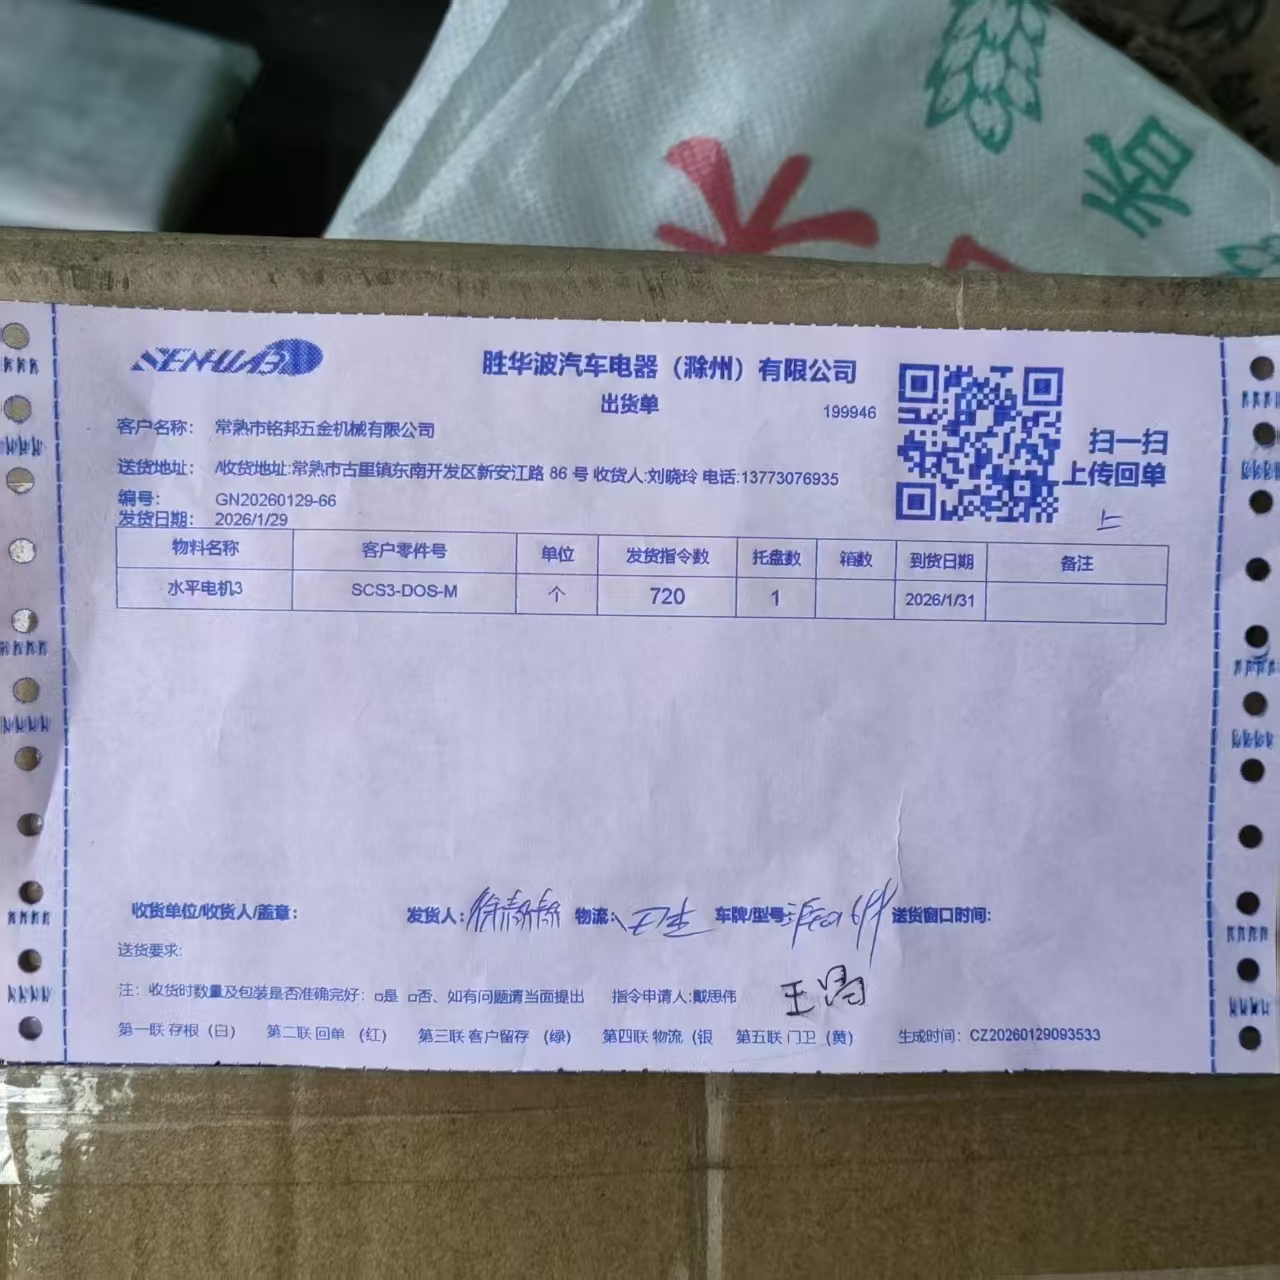 SENHUABO
胜华波汽车电器（滁州）有限公司
出货单
199946
扫一扫
上传回单
上
客户名称： 常熟市铭邦五金机械有限公司
送货地址： /收货地址:常熟市古里镇东南开发区新安江路 86 号 收货人:刘晓玲 电话:13773076935
编号： GN20260129-66
发货日期： 2026/1/29
物料名称 客户零件号 单位 发货指令数 托盘数 箱数 到货日期 备注
水平电机3 SCS3-DOS-M 个 720 1 2026/1/31
收货单位/收货人/盖章： 发货人： 物流： 车牌/型号 送货窗口时间：
送货要求:
注：收货时数量及包装是否准确完好：□是 □否、如有问题请当面提出 指令申请人:戴思伟
第一联 存根（白） 第二联 回单 （红） 第三联 客户留存 （绿） 第四联 物流（银 第五联 门卫（黄） 生成时间：CZ20260129093533